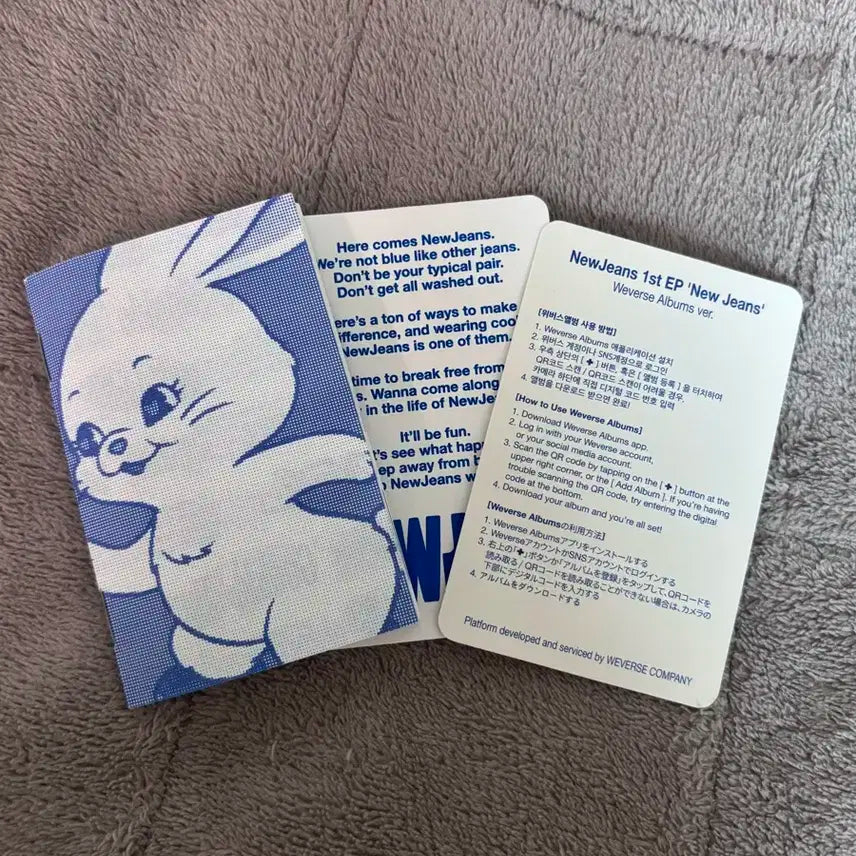 Here comes NewJeans.
We're not blue like other jeans.
Don't be your typical pair.
Don't get all washed out.
ere's a ton of ways to make
ifference, and wearing coo
NewJeans is one of them.
time to break free from
s. Wanna come along
y in the life of NewJe
It'll be fun.
t's see what hap
ep away from b
o NewJeans w
WJ
NewJeans 1st EP 'New Jeans'
Weverse Albums ver.
[위버스앨범 사용 방법]
1. Weverse Albums 애플리케이션 설치
2. 위버스 계정이나 SNS계정으로 로그인
3. 우측 상단의 [ ✦ ] 버튼, 혹은 [ 앨범 등록 ] 을 터치하여
QR코드 스캔 / QR코드 스캔이 어려울 경우,
카메라 하단에 직접 디지털 코드 번호 입력
4. 앨범을 다운로드 받으면 완료!
[How to Use Weverse Albums]
1. Download Weverse Albums app.
2. Log in with your Weverse account,
or your social media account.
3. Scan the QR code by tapping on the [ ✦ ] button at the
upper right corner, or the [ Add Album ]. If you're having
trouble scanning the QR code, try entering the digital
code at the bottom.
4. Download your album and you're all set!
[Weverse Albumsの利用方法]
1. Weverse Albumsアプリをインストールする
2. WeverseアカウントかSNSアカウントでログインする
3. 右上の「✦」ボタンか「アルバムを登録」をタップして、QRコードを
読み取る / QRコードを読み取ることができない場合は、カメラの
下部にデジタルコードを入力する
4. アルバムをダウンロードする
Platform developed and serviced by WEVERSE COMPANY